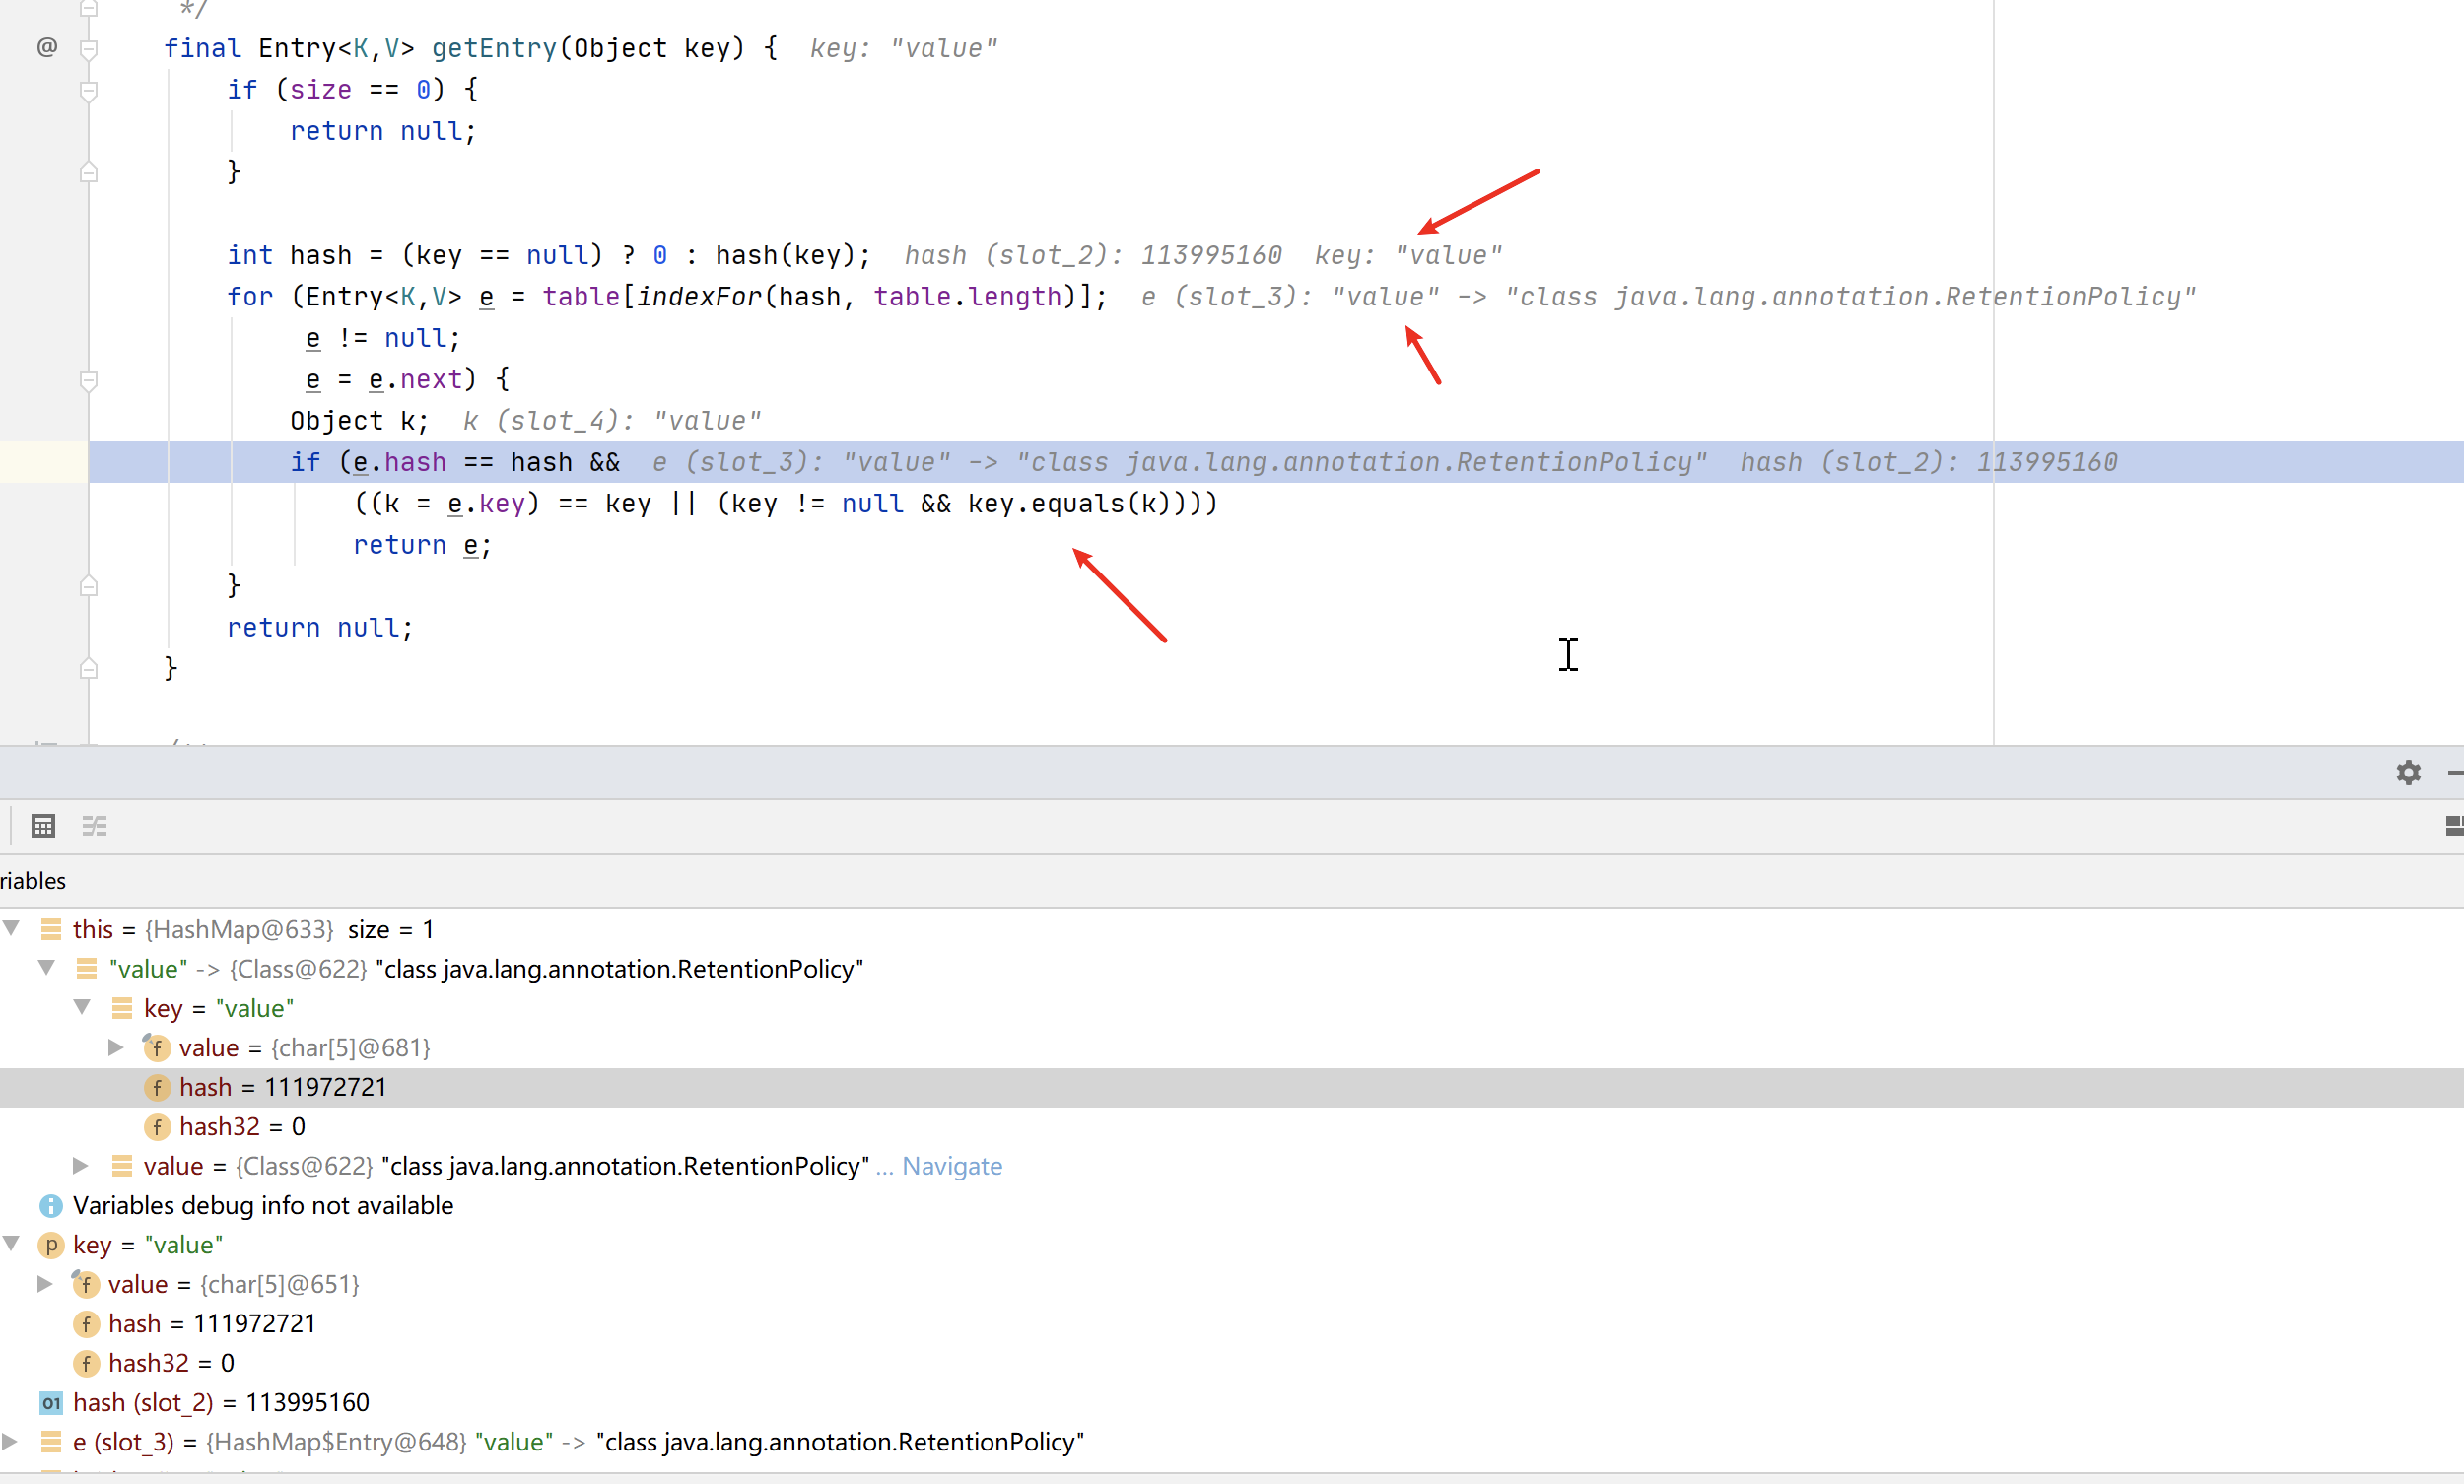 */
@ final Entry<K,V> getEntry(Object key) {  key: "value"
if (size == 0) {
return null;
}
int hash = (key == null) ? 0 : hash(key);  hash (slot_2): 113995160  key: "value"
for (Entry<K,V> e = table[indexFor(hash, table.length)];  e (slot_3): "value" -> "class java.lang.annotation.RetentionPolicy"
e != null;
e = e.next) {
Object k;  k (slot_4): "value"
if (e.hash == hash &&  e (slot_3): "value" -> "class java.lang.annotation.RetentionPolicy"  hash (slot_2): 113995160
((k = e.key) == key || (key != null && key.equals(k))))
return e;
}
return null;
}
riables
this = {HashMap@633} size = 1
"value" -> {Class@622} "class java.lang.annotation.RetentionPolicy"
key = "value"
f value = {char[5]@681}
f hash = 111972721
f hash32 = 0
value = {Class@622} "class java.lang.annotation.RetentionPolicy" ... Navigate
i Variables debug info not available
p key = "value"
f value = {char[5]@651}
f hash = 111972721
f hash32 = 0
01 hash (slot_2) = 113995160
e (slot_3) = {HashMap$Entry@648} "value" -> "class java.lang.annotation.RetentionPolicy"